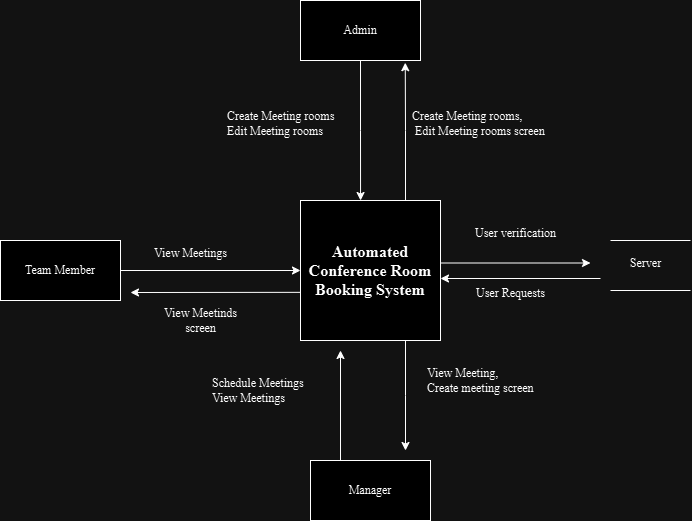 Admin
Create Meeting rooms
Edit Meeting rooms
Create Meeting rooms,
Edit Meeting rooms screen
Automated
Conference Room
Booking System
Team Member
View Meetings
View Meetinds
screen
User verification
User Requests
Server
Schedule Meetings
View Meetings
View Meeting,
Create meeting screen
Manager